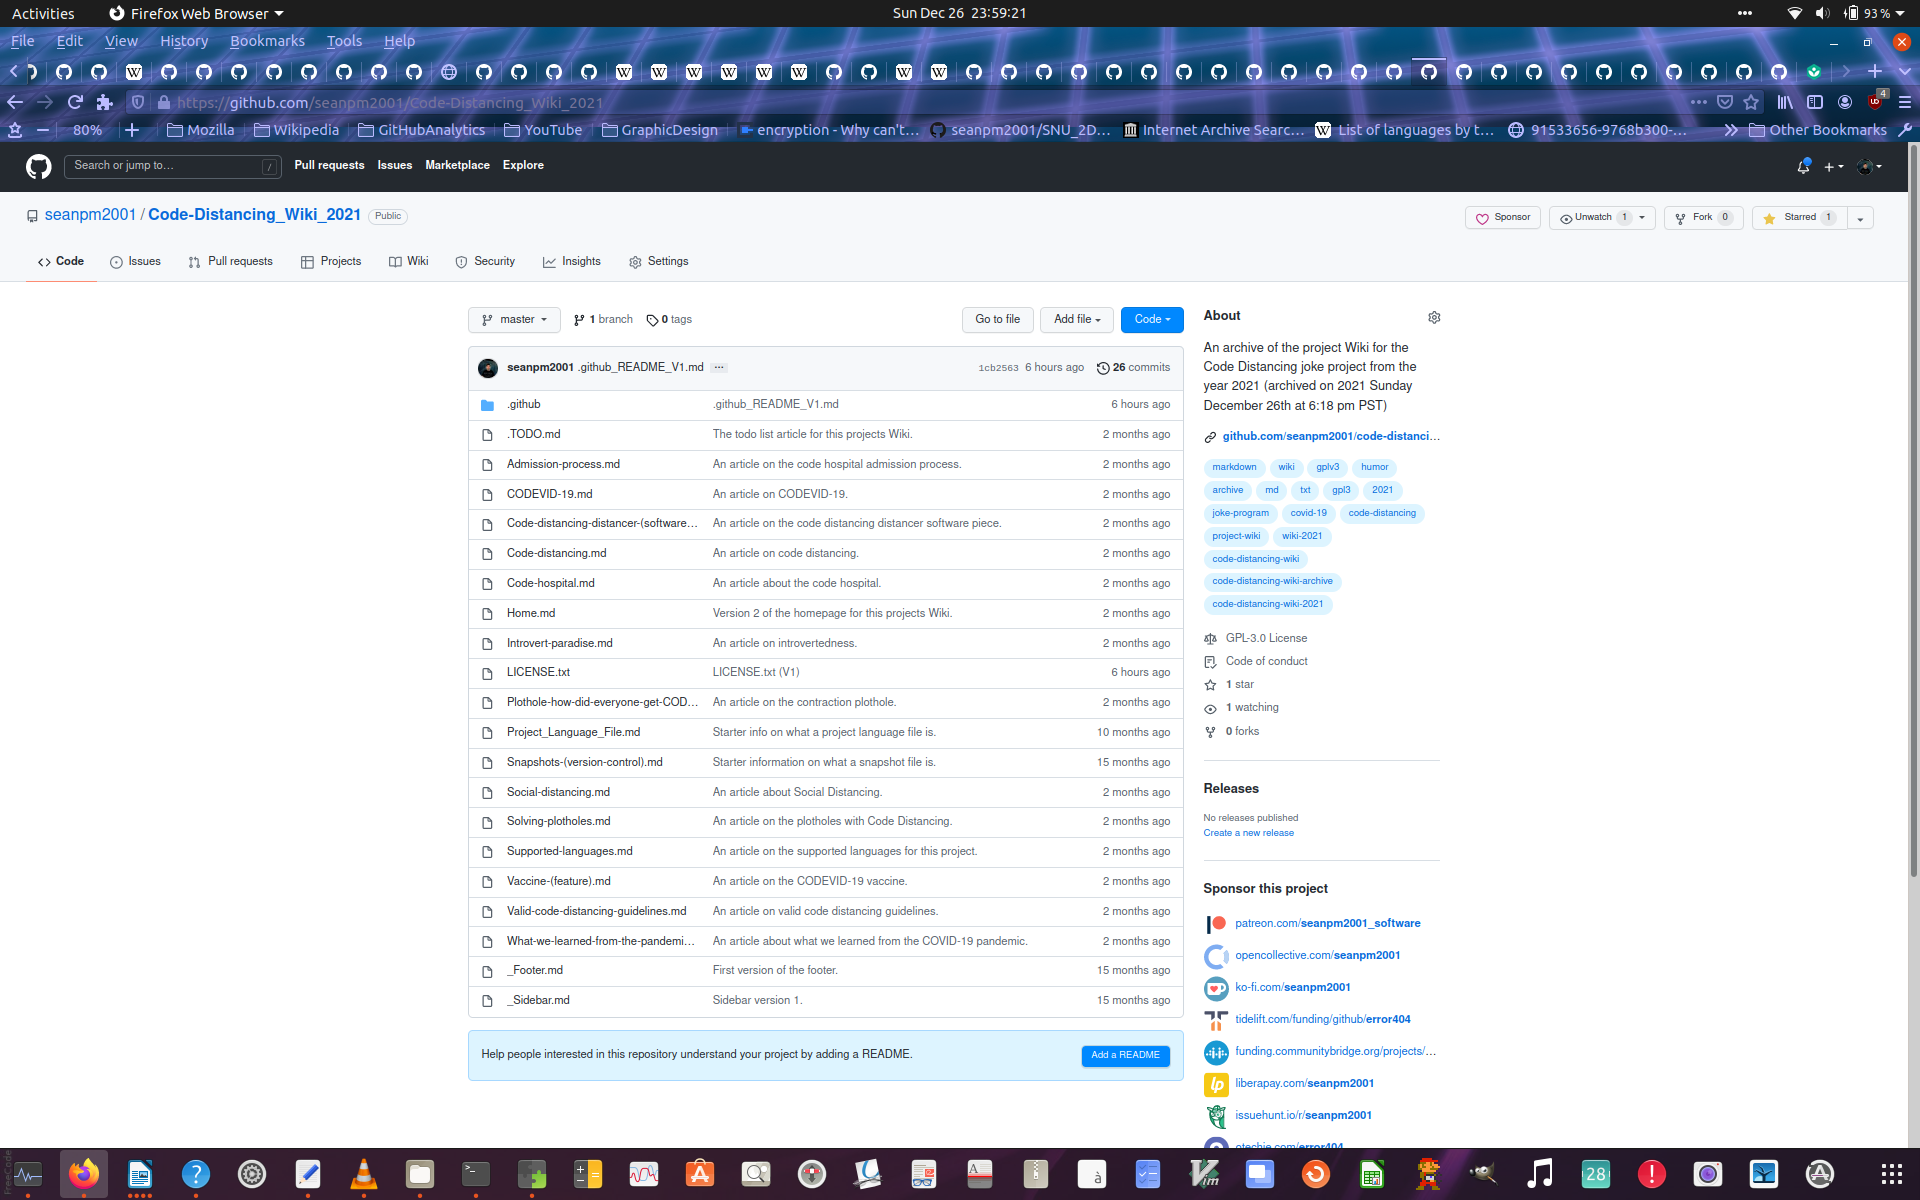 Activities
Firefox Web Browser
Sun Dec 26 23:59:21
93 %
File Edit View History Bookmarks Tools Help
https://github.com/seanpm2001/Code-Distancing_Wiki_2021
4
80%
Mozilla
Wikipedia
GitHubAnalytics
YouTube
GraphicDesign
encryption - Why can't…
seanpm2001/SNU_2D…
Internet Archive Searc…
List of languages by t…
91533656-9768b300-…
Other Bookmarks
Search or jump to…
/
Pull requests Issues Marketplace Explore
seanpm2001 / Code-Distancing_Wiki_2021
Public
Sponsor
Unwatch 1
Fork 0
Starred 1
Code
Issues
Pull requests
Projects
Wiki
Security
Insights
Settings
master
1 branch
0 tags
Go to file
Add file
Code
seanpm2001 .github_README_V1.md … 1cb2563 6 hours ago 26 commits
.github .github_README_V1.md 6 hours ago
.TODO.md The todo list article for this projects Wiki. 2 months ago
Admission-process.md An article on the code hospital admission process. 2 months ago
CODEVID-19.md An article on CODEVID-19. 2 months ago
Code-distancing-distancer-(software… An article on the code distancing distancer software piece. 2 months ago
Code-distancing.md An article on code distancing. 2 months ago
Code-hospital.md An article about the code hospital. 2 months ago
Home.md Version 2 of the homepage for this projects Wiki. 2 months ago
Introvert-paradise.md An article on introvertedness. 2 months ago
LICENSE.txt LICENSE.txt (V1) 6 hours ago
Plothole-how-did-everyone-get-COD… An article on the contraction plothole. 2 months ago
Project_Language_File.md Starter info on what a project language file is. 10 months ago
Snapshots-(version-control).md Starter information on what a snapshot file is. 15 months ago
Social-distancing.md An article about Social Distancing. 2 months ago
Solving-plotholes.md An article on the plotholes with Code Distancing. 2 months ago
Supported-languages.md An article on the supported languages for this project. 2 months ago
Vaccine-(feature).md An article on the CODEVID-19 vaccine. 2 months ago
Valid-code-distancing-guidelines.md An article on valid code distancing guidelines. 2 months ago
What-we-learned-from-the-pandemi… An article about what we learned from the COVID-19 pandemic. 2 months ago
_Footer.md First version of the footer. 15 months ago
_Sidebar.md Sidebar version 1. 15 months ago
Help people interested in this repository understand your project by adding a README.
Add a README
About
An archive of the project Wiki for the
Code Distancing joke project from the
year 2021 (archived on 2021 Sunday
December 26th at 6:18 pm PST)
github.com/seanpm2001/code-distanci…
markdown wiki gplv3 humor
archive md txt gpl3 2021
joke-program covid-19 code-distancing
project-wiki wiki-2021
code-distancing-wiki
code-distancing-wiki-archive
code-distancing-wiki-2021
GPL-3.0 License
Code of conduct
1 star
1 watching
0 forks
Releases
No releases published
Create a new release
Sponsor this project
patreon.com/seanpm2001_software
opencollective.com/seanpm2001
ko-fi.com/seanpm2001
tidelift.com/funding/github/error404
funding.communitybridge.org/projects/…
liberapay.com/seanpm2001
issuehunt.io/r/seanpm2001
otechie.com/error404
28